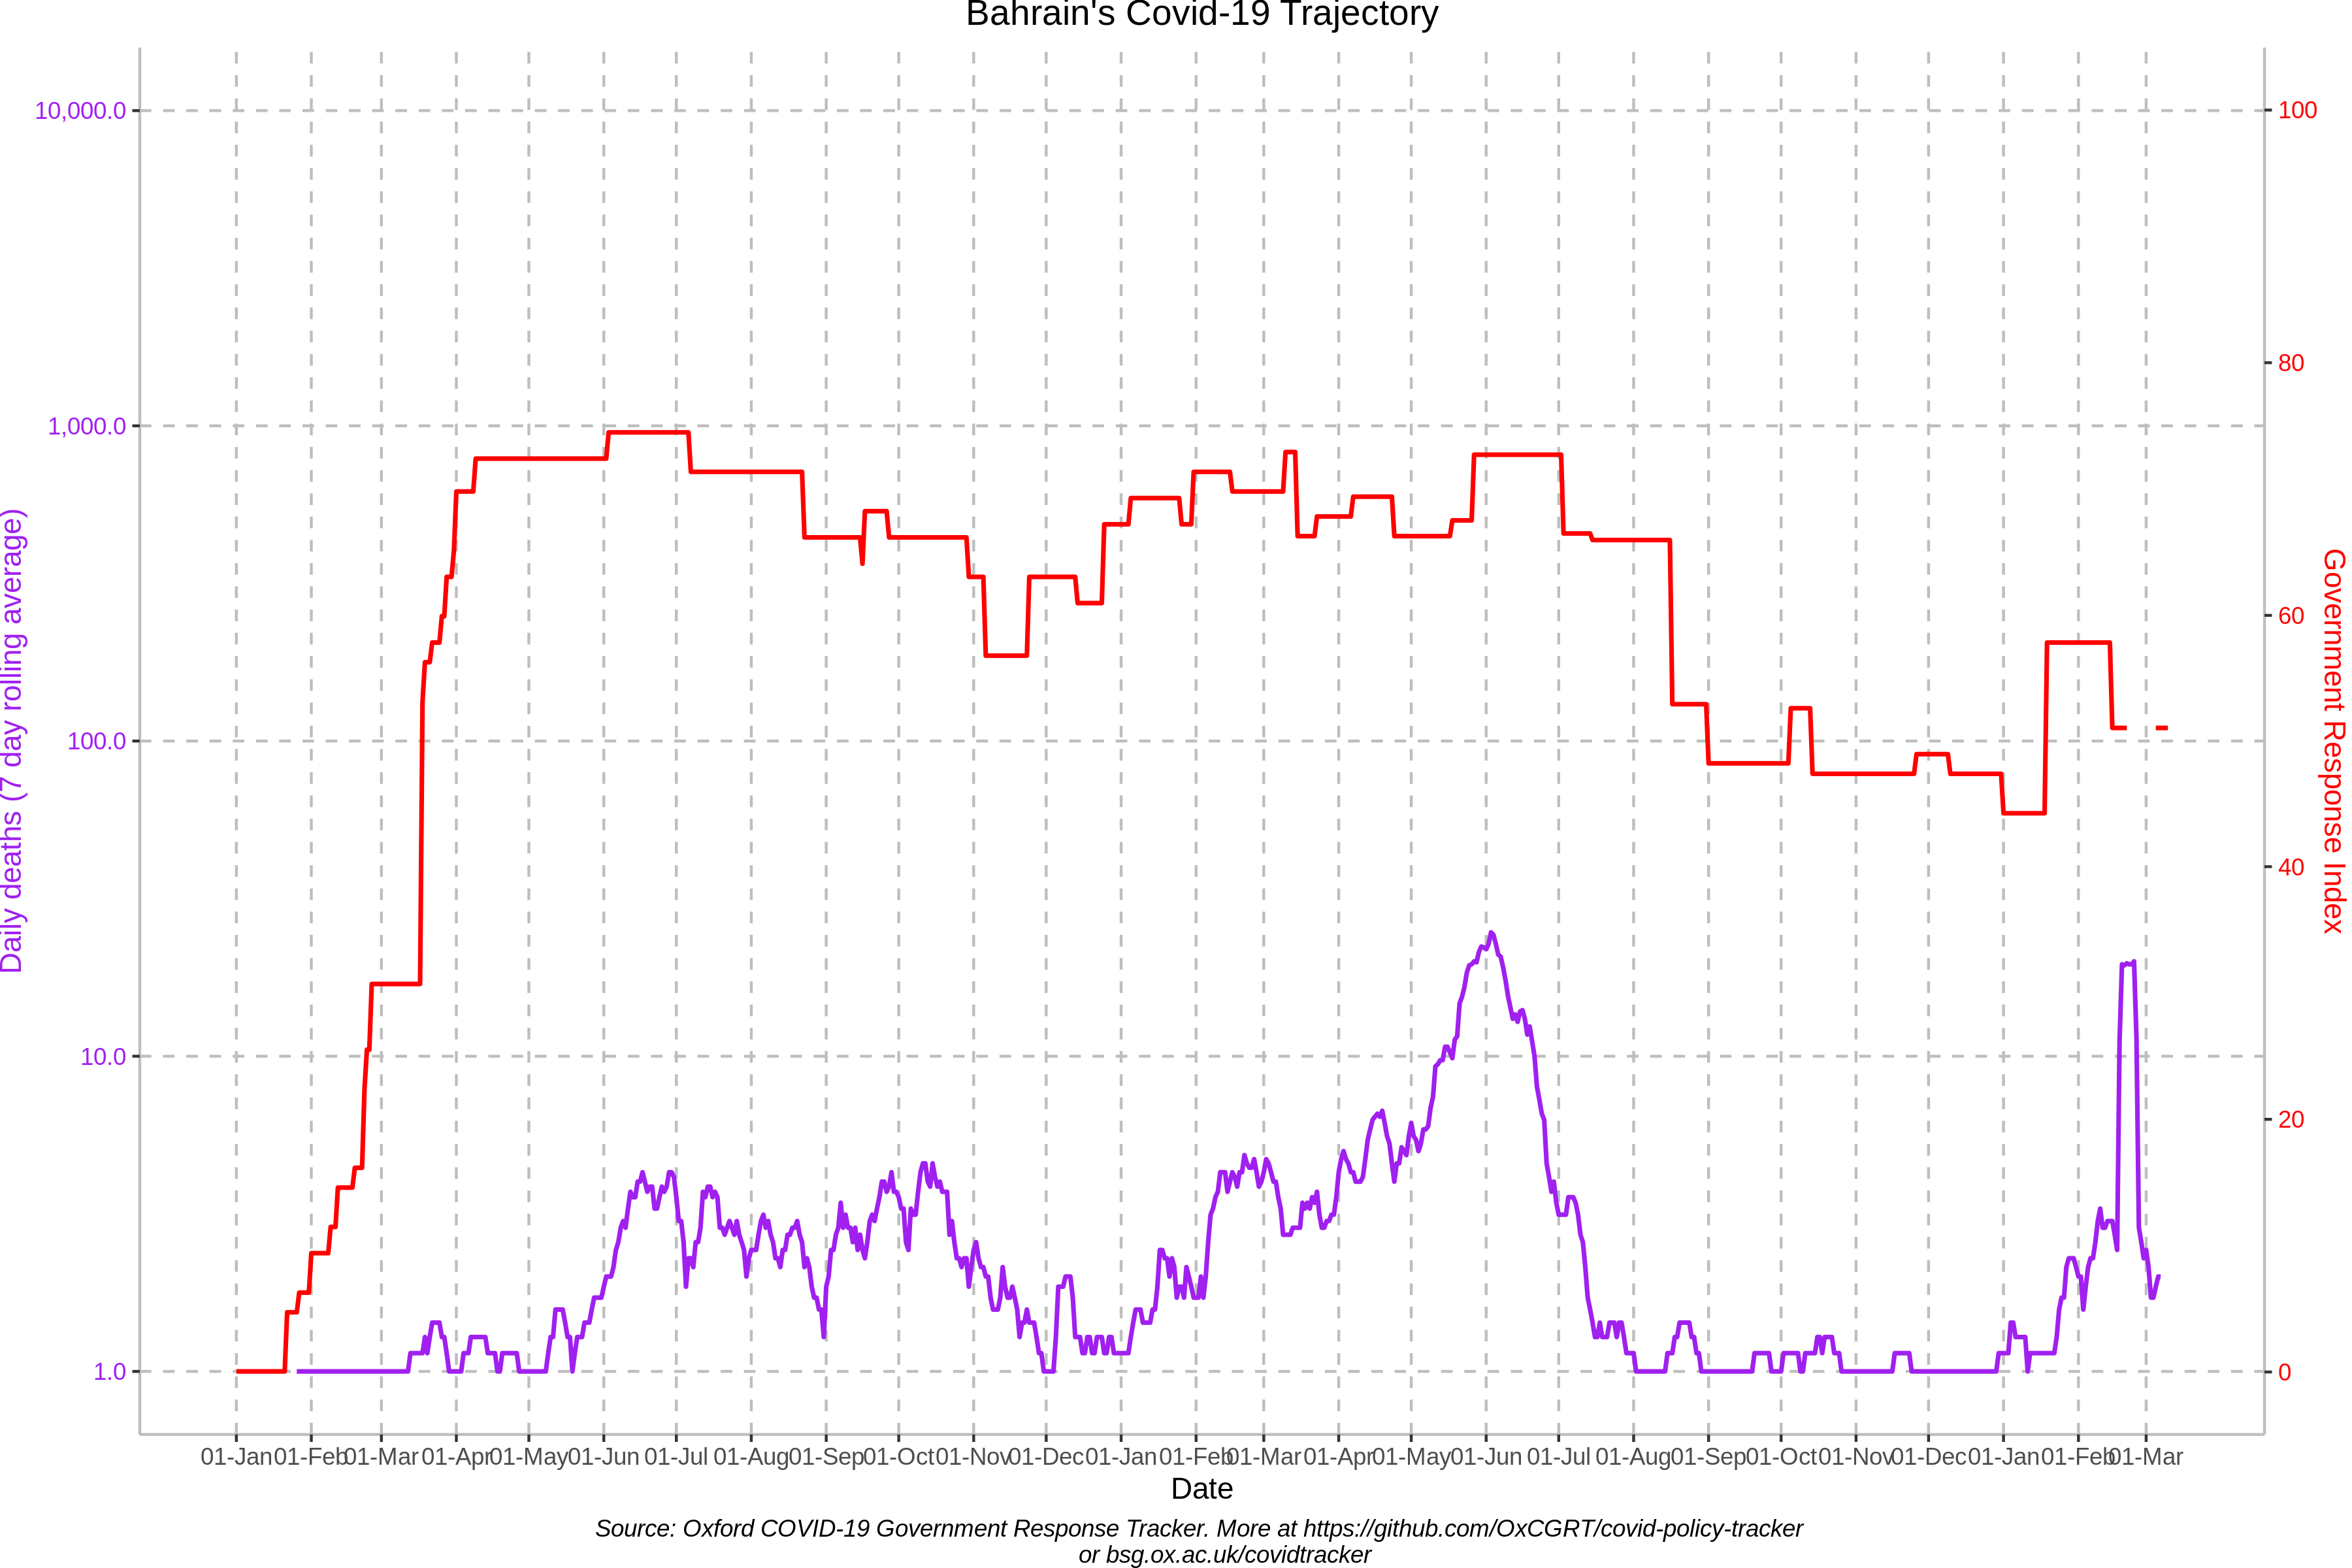 Bahrain's Covid-19 Trajectory
10,000.0
1,000.0
100.0
10.0
1.0
Daily deaths (7 day rolling average)
100
80
60
40
20
0
Government Response Index
01-Jan 01-Feb 01-Mar 01-Apr 01-May 01-Jun 01-Jul 01-Aug 01-Sep 01-Oct 01-Nov 01-Dec 01-Jan 01-Feb 01-Mar 01-Apr 01-May 01-Jun 01-Jul 01-Aug 01-Sep 01-Oct 01-Nov 01-Dec 01-Jan 01-Feb 01-Mar
Date
Source: Oxford COVID-19 Government Response Tracker. More at https://github.com/OxCGRT/covid-policy-tracker
or bsg.ox.ac.uk/covidtracker